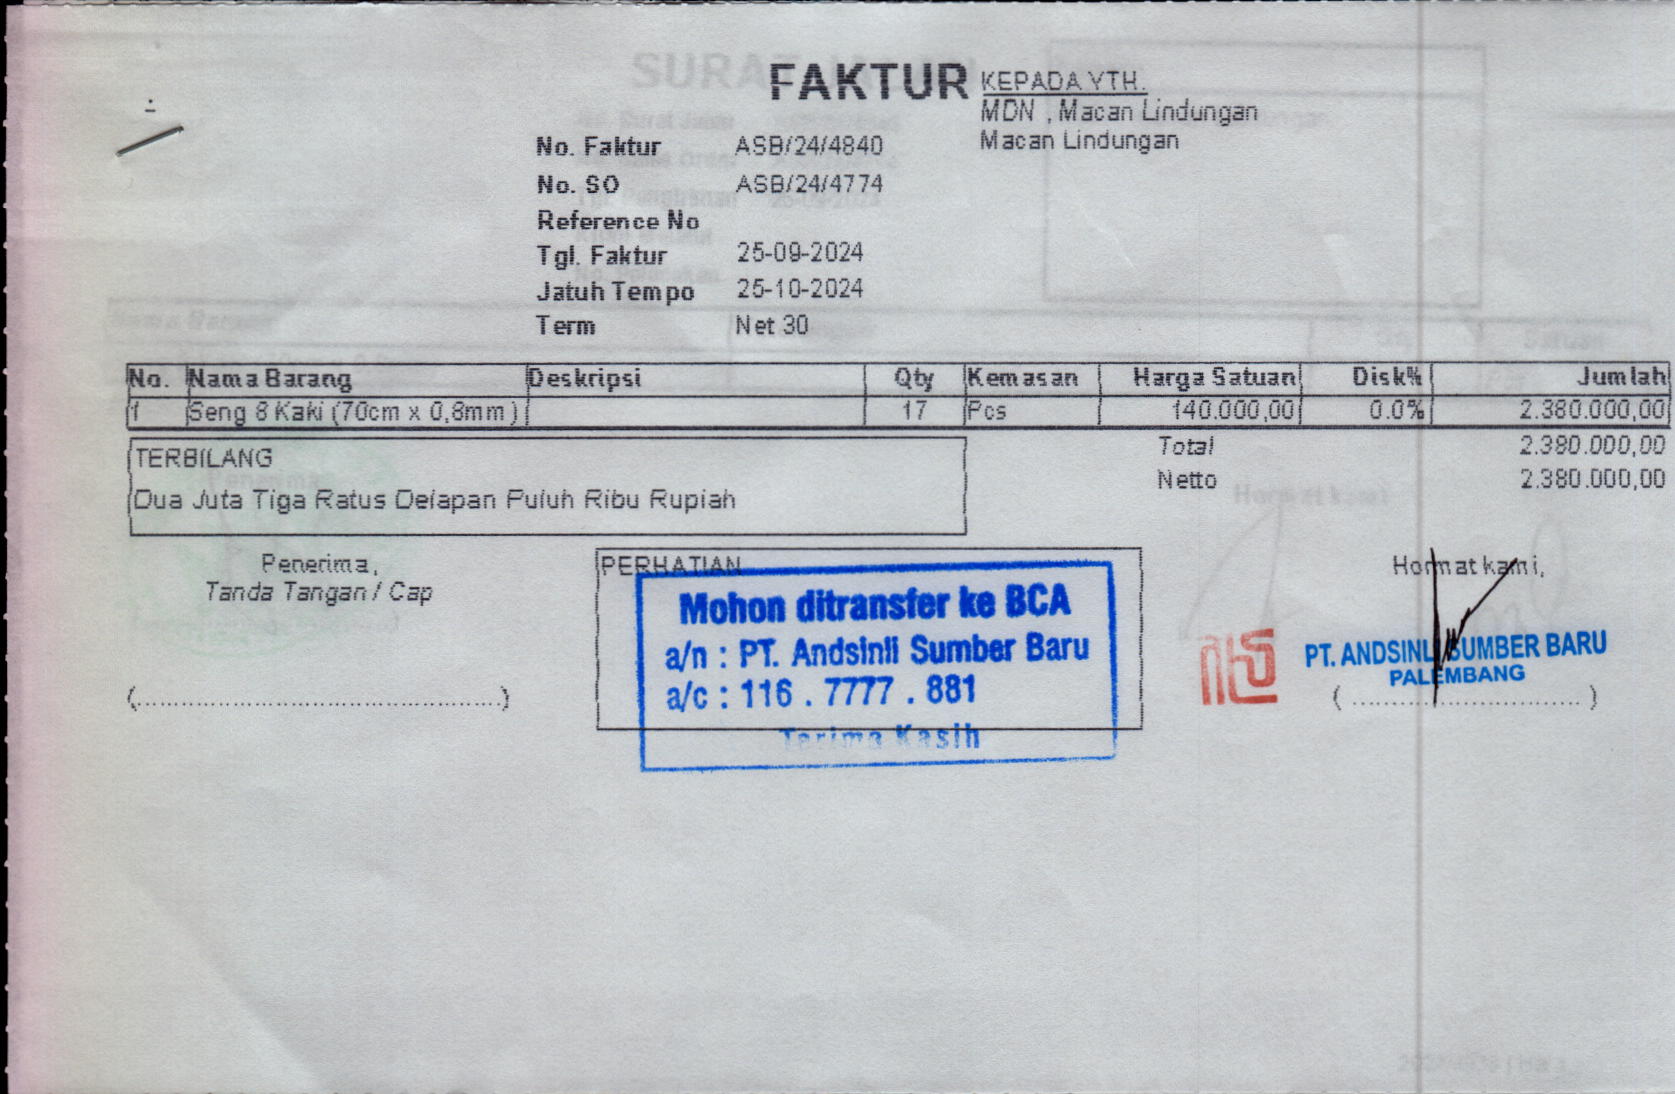 FAKTUR
KEPADA YTH.
MDN , Macan Lindungan
Macan Lindungan
No. Faktur ASB/24/4840
No. SO ASB/24/4774
Reference No
Tgl. Faktur 25-09-2024
Jatuh Tempo 25-10-2024
Term Net 30
No. Nama Barang Deskripsi Qty Kemasan Harga Satuan Disk% Jumlah
1 Seng 8 Kaki (70cm x 0,8mm ) 17 Pcs 140.000,00 0.0% 2.380.000,00
Total 2.380.000,00
Netto 2.380.000,00
TERBILANG
Dua Juta Tiga Ratus Delapan Puluh Ribu Rupiah
Penerima,
Tanda Tangan / Cap
(..............................................)
PERHATIAN
Mohon ditransfer ke BCA
a/n : PT. Andsinli Sumber Baru
a/c : 116 . 7777 . 881
Terima Kasih
Hormat kami,
PT. ANDSINLI SUMBER BARU
PALEMBANG
( ............................. )